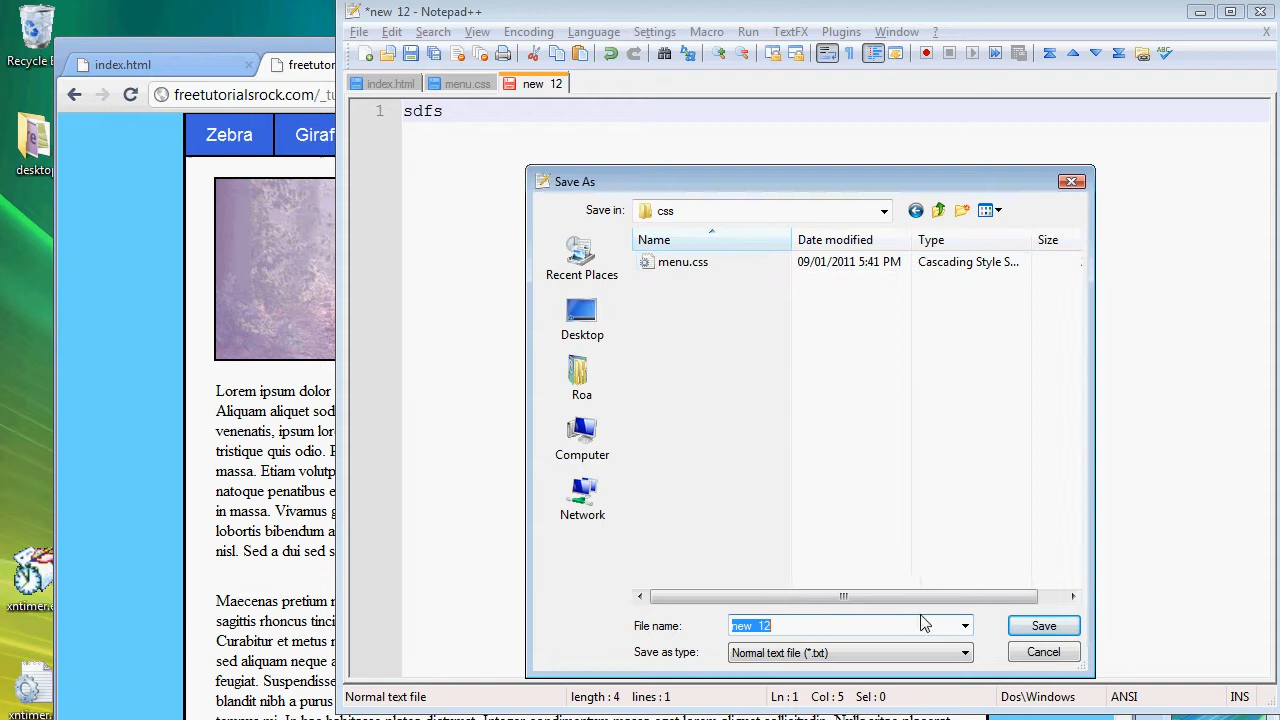 Recycle B
desktop
xntimer.e
xntimer.
index.html
freetutor
freetutorialsrock.com/_tu
Zebra
Giraf
Lorem ipsum dolor
Aliquam aliquet sod
venenatis, ipsum lor
tristique quis odio. P
massa. Etiam volutp
natoque penatibus e
in massa. Vivamus g
lobortis bibendum a
nisl. Sed a dui sed s
Maecenas pretium r
sagittis rhoncus tinc
Curabitur et metus r
sed aliquam neque a
feugiat. Suspendisse
blandit nibh a purus
*new 12 - Notepad++
File Edit Search View Encoding Language Settings Macro Run TextFX Plugins Window ? X
index.html
menu.css
new 12
1 sdfs
Save As
Save in: css
Name Date modified Type Size
menu.css 09/01/2011 5:41 PM Cascading Style S...
Recent Places
Desktop
Roa
Computer
Network
File name: new 12 Save
Save as type: Normal text file (*.txt) Cancel
Normal text file length : 4 lines : 1 Ln : 1 Col : 5 Sel : 0 Dos\Windows ANSI INS